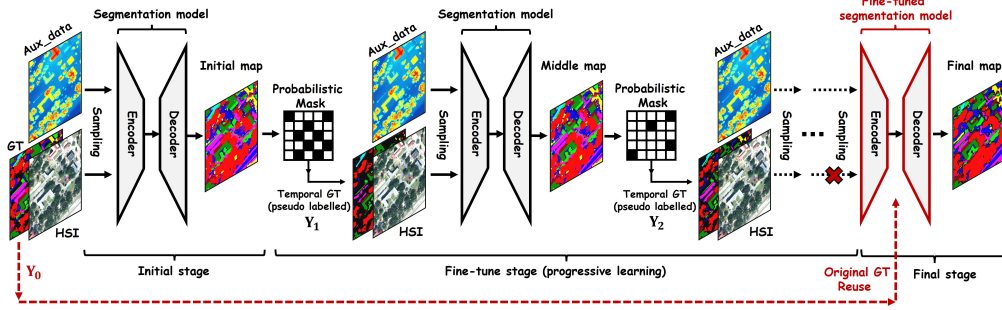 Segmentation model
Aux_data
GT
HSI
Sampling
Encoder
Decoder
Initial map
Probabilistic
Mask
Temporal GT
(pseudo labelled)
Y₁
Segmentation model
Aux_data
HSI
Sampling
Encoder
Decoder
Middle map
Probabilistic
Mask
Temporal GT
(pseudo labelled)
Y₂
Aux_data
HSI
Sampling
Sampling
Fine-tuned
segmentation model
Encoder
Decoder
Final map
Y₀
Initial stage
Fine-tune stage (progressive learning)
Original GT
Reuse
Final stage